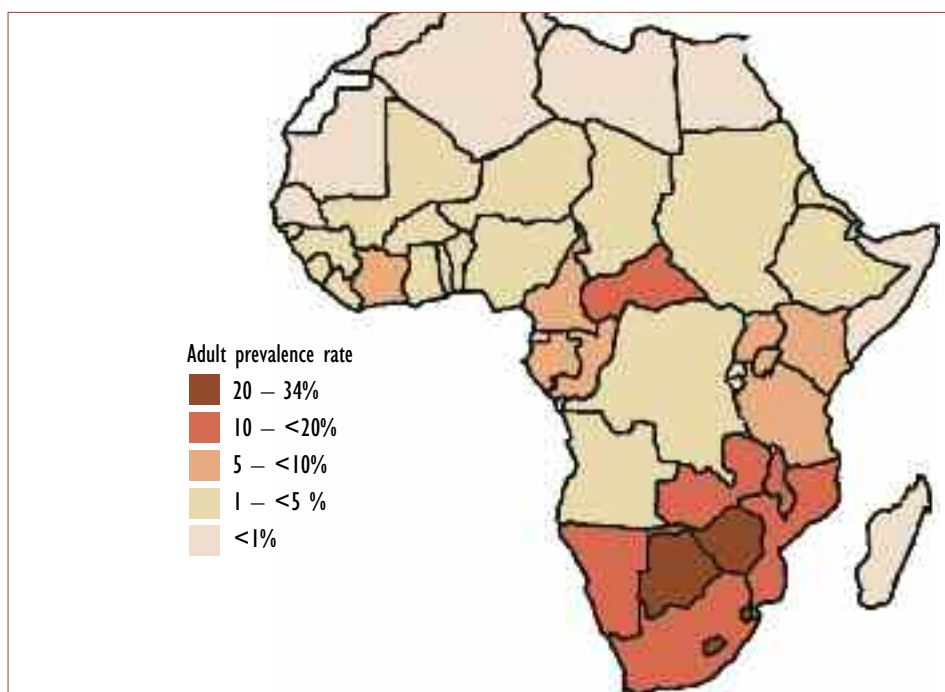 Adult prevalence rate
20 – 34%
10 – <20%
5 – <10%
1 – <5 %
<1%